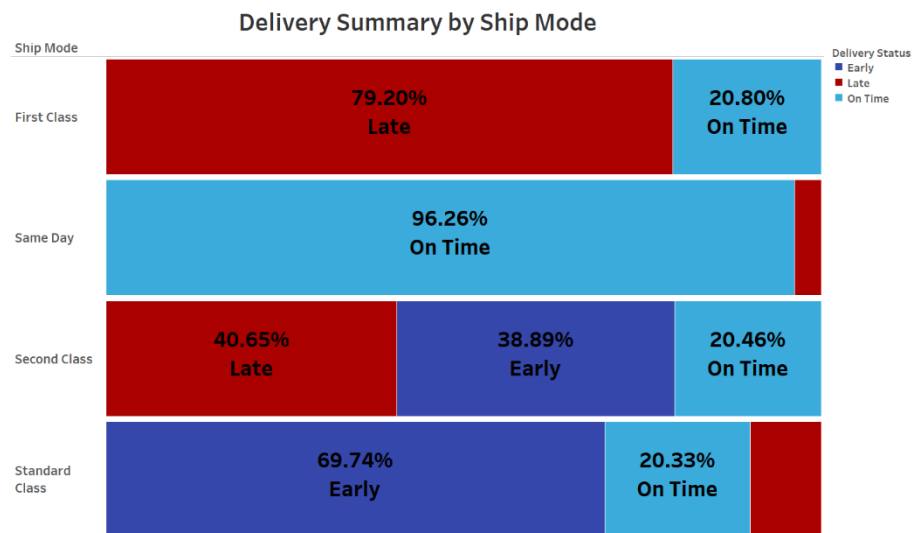 Delivery Summary by Ship Mode
Ship Mode
Delivery Status
Early
Late
On Time
First Class
79.20%
Late
20.80%
On Time
Same Day
96.26%
On Time
Second Class
40.65%
Late
38.89%
Early
20.46%
On Time
Standard
Class
69.74%
Early
20.33%
On Time